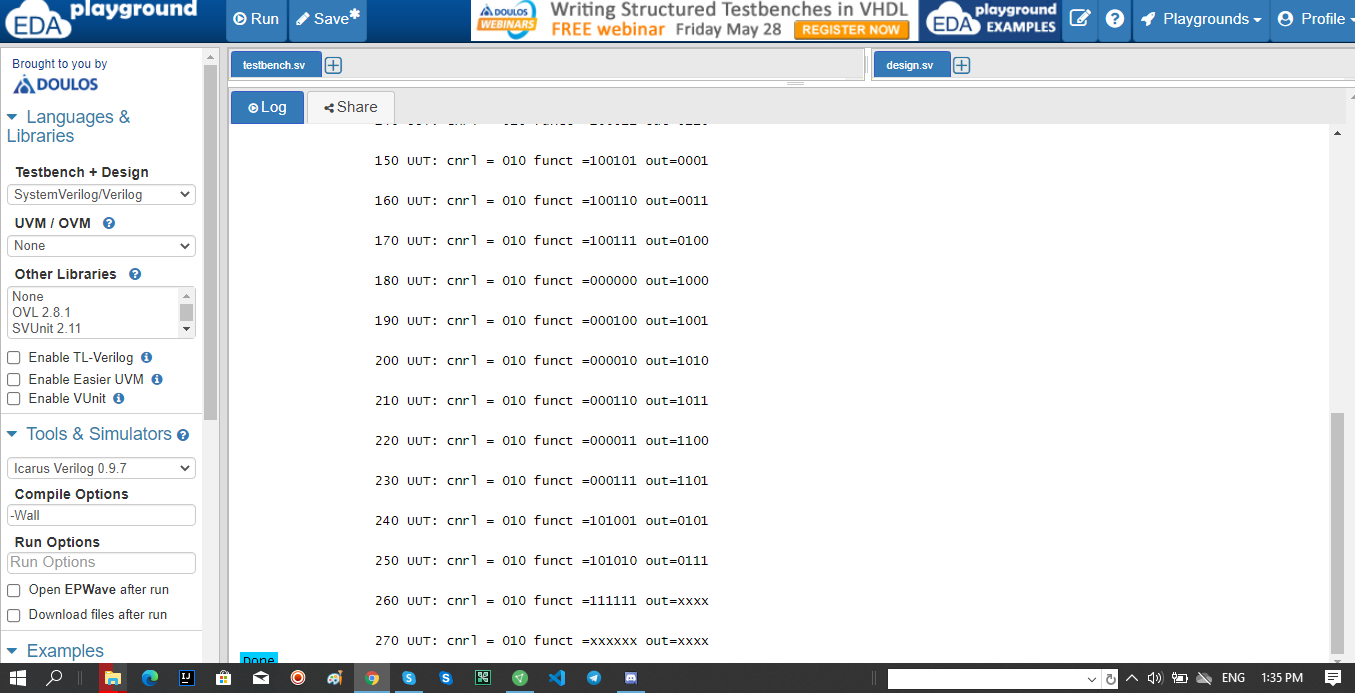 playground
EDA
Run
Save*
DOULOS
WEBINARS
Writing Structured Testbenches in VHDL
FREE webinar Friday May 28
REGISTER NOW
EDA playground
EXAMPLES
Playgrounds
Profile
Brought to you by
DOULOS
Languages &
Libraries
Testbench + Design
SystemVerilog/Verilog
UVM / OVM
None
Other Libraries
None
OVL 2.8.1
SVUnit 2.11
Enable TL-Verilog
Enable Easier UVM
Enable VUnit
Tools & Simulators
Icarus Verilog 0.9.7
Compile Options
-Wall
Run Options
Run Options
Open EPWave after run
Download files after run
Examples
testbench.sv
design.sv
Log
Share
150 UUT: cnrl = 010 funct =100101 out=0001
160 UUT: cnrl = 010 funct =100110 out=0011
170 UUT: cnrl = 010 funct =100111 out=0100
180 UUT: cnrl = 010 funct =000000 out=1000
190 UUT: cnrl = 010 funct =000100 out=1001
200 UUT: cnrl = 010 funct =000010 out=1010
210 UUT: cnrl = 010 funct =000110 out=1011
220 UUT: cnrl = 010 funct =000011 out=1100
230 UUT: cnrl = 010 funct =000111 out=1101
240 UUT: cnrl = 010 funct =101001 out=0101
250 UUT: cnrl = 010 funct =101010 out=0111
260 UUT: cnrl = 010 funct =111111 out=xxxx
270 UUT: cnrl = 010 funct =xxxxxx out=xxxx
Done
ENG
1:35 PM